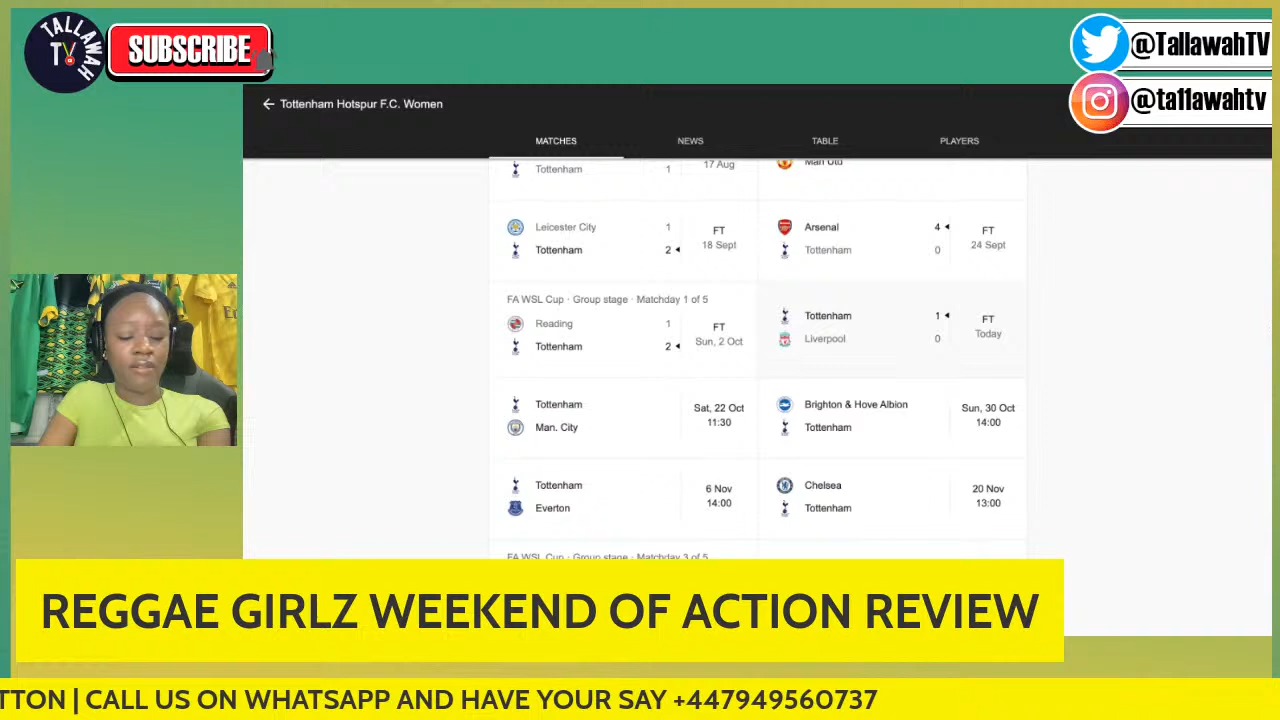 TALLAWAH
TV
SUBSCRIBE
@TallawahTV
@ta11awahtv
← Tottenham Hotspur F.C. Women
MATCHES NEWS TABLE PLAYERS
Tottenham 1 17 Aug
Man Utd
Leicester City 1
Tottenham 2
FT
18 Sept
Arsenal 4
Tottenham 0
FT
24 Sept
FA WSL Cup · Group stage · Matchday 1 of 5
Reading 1
Tottenham 2
FT
Sun, 2 Oct
Tottenham 1
Liverpool 0
FT
Today
Tottenham
Man. City
Sat, 22 Oct
11:30
Brighton & Hove Albion
Tottenham
Sun, 30 Oct
14:00
Tottenham
Everton
6 Nov
14:00
Chelsea
Tottenham
20 Nov
13:00
FA WSL Cup · Group stage · Matchday 3 of 5
REGGAE GIRLZ WEEKEND OF ACTION REVIEW
TTON | CALL US ON WHATSAPP AND HAVE YOUR SAY +447949560737